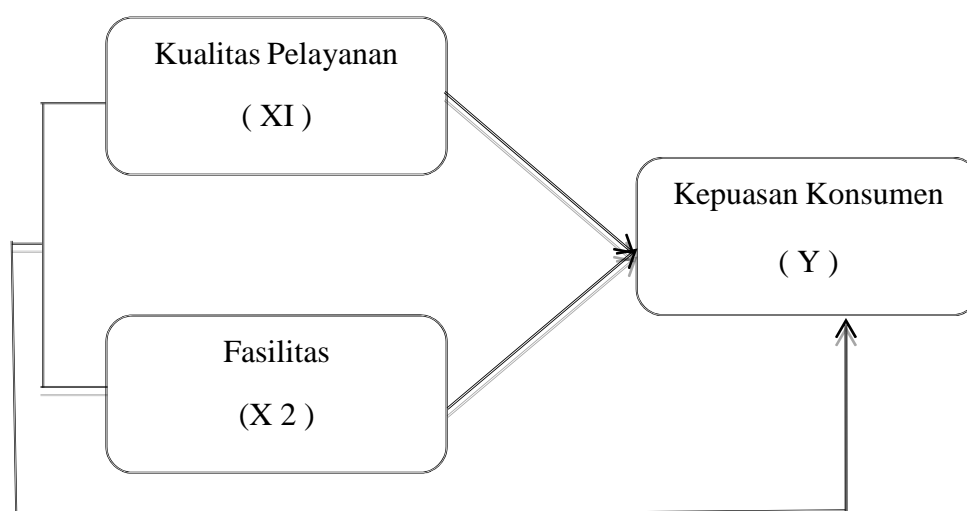 Kualitas Pelayanan
( XI )
Kepuasan Konsumen
( Y )
Fasilitas
(X 2 )